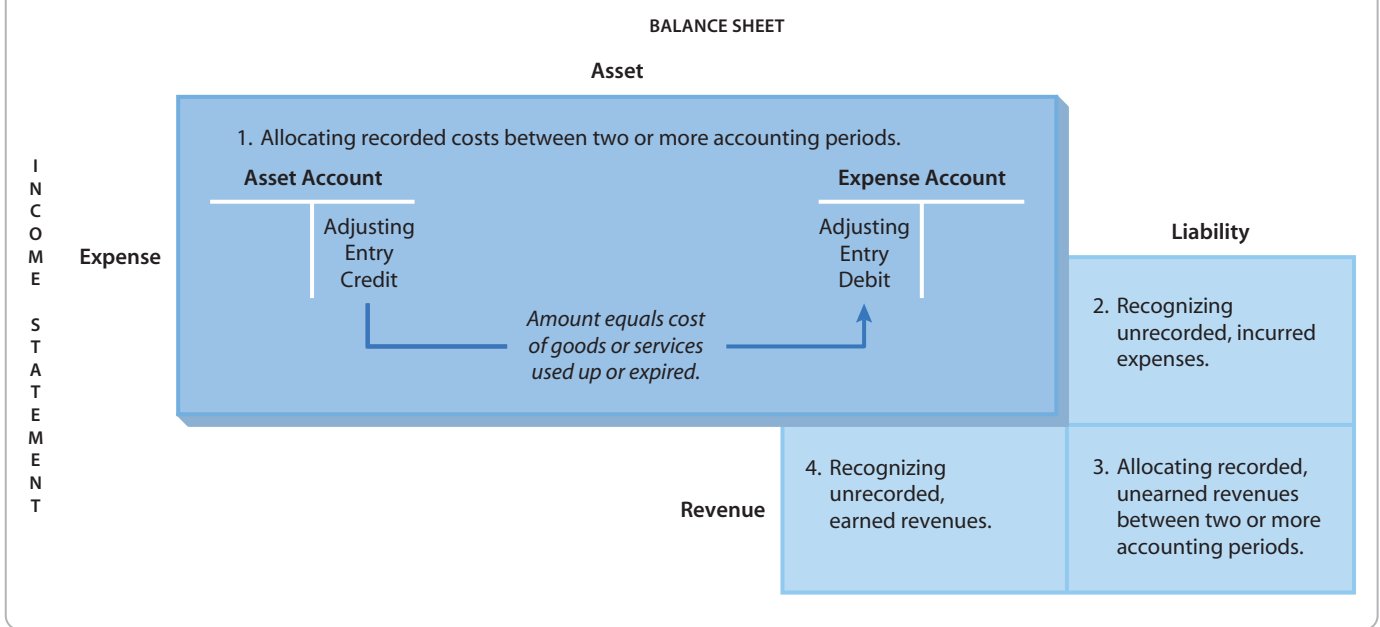 BALANCE SHEET
Asset
INCOME STATEMENT
Expense
1. Allocating recorded costs between two or more accounting periods.
Asset Account
Adjusting
Entry
Credit
Expense Account
Adjusting
Entry
Debit
Amount equals cost
of goods or services
used up or expired.
Liability
2. Recognizing
unrecorded, incurred
expenses.
Revenue
4. Recognizing
unrecorded,
earned revenues.
3. Allocating recorded,
unearned revenues
between two or more
accounting periods.